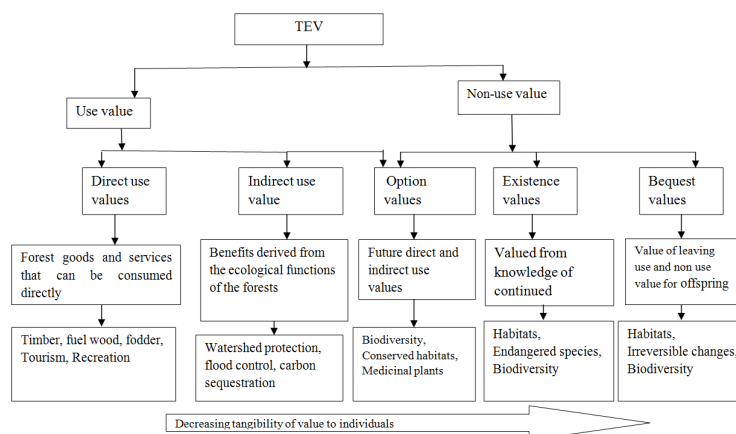 TEV
Use value
Non-use value
Direct use
values
Indirect use
value
Option
values
Existence
values
Bequest
values
Forest goods and services
that can be consumed
directly
Benefits derived from
the ecological functions
of the forests
Future direct and
indirect use
values
Valued from
knowledge of
continued
Value of leaving
use and non use
value for offspring
Timber, fuel wood, fodder,
Tourism, Recreation
Watershed protection,
flood control, carbon
sequestration
Biodiversity,
Conserved habitats,
Medicinal plants
Habitats,
Endangered species,
Biodiversity
Habitats,
Irreversible changes,
Biodiversity
Decreasing tangibility of value to individuals